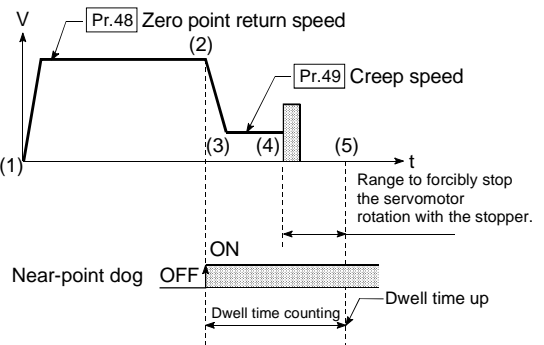 V
Pr.48 Zero point return speed
(2)
Pr.49 Creep speed
(1)
(3)
(4)
(5)
t
Range to forcibly stop
the servomotor
rotation with the stopper.
ON
Near-point dog
OFF
Dwell time counting
Dwell time up